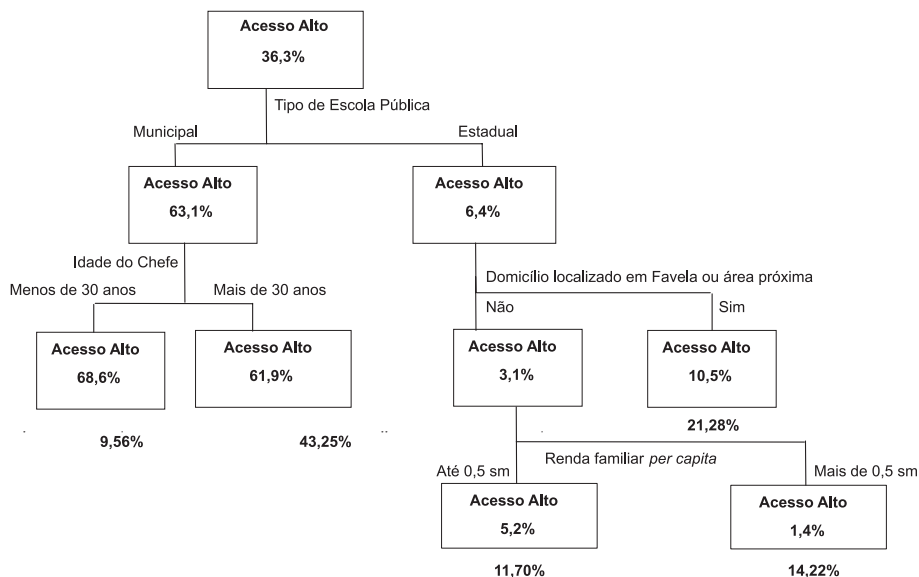 Acesso Alto
36,3%
Tipo de Escola Pública
Municipal
Estadual
Acesso Alto
63,1%
Acesso Alto
6,4%
Idade do Chefe
Menos de 30 anos
Mais de 30 anos
Domicílio localizado em Favela ou área próxima
Não
Sim
Acesso Alto
68,6%
Acesso Alto
61,9%
Acesso Alto
3,1%
Acesso Alto
10,5%
9,56%
43,25%
21,28%
Renda familiar per capita
Até 0,5 sm
Mais de 0,5 sm
Acesso Alto
5,2%
Acesso Alto
1,4%
11,70%
14,22%